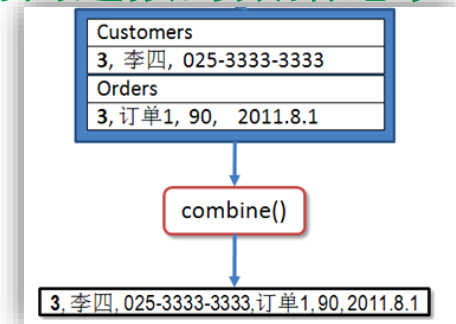 Customers
3, 李四, 025-3333-3333
Orders
3, 订单1, 90, 2011.8.1
combine()
3, 李四, 025-3333-3333,订单1,90,2011.8.1